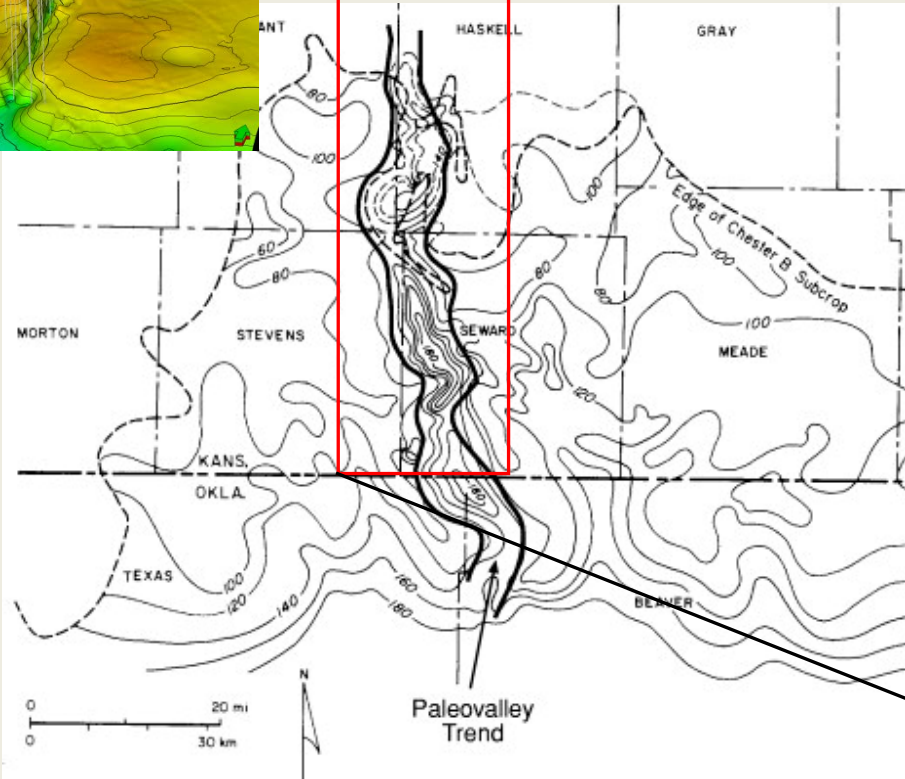 ANT
HASKELL
GRAY
80
100
100
Edge of Chester B Subcrop
60
80
80
80
100
100
MORTON
STEVENS
SEWARD
MEADE
180
120
KANS.
OKLA.
180
TEXAS
100
120
140
160
180
BEAVER
N
0 20 mi
0 30 km
Paleovalley
Trend